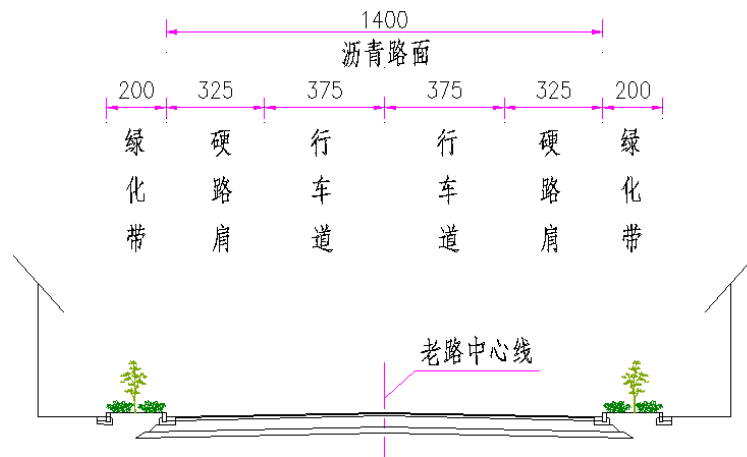 1400
沥青路面
200 325 375 375 325 200
绿化带 硬路肩 行车道 行车道 硬路肩 绿化带
老路中心线